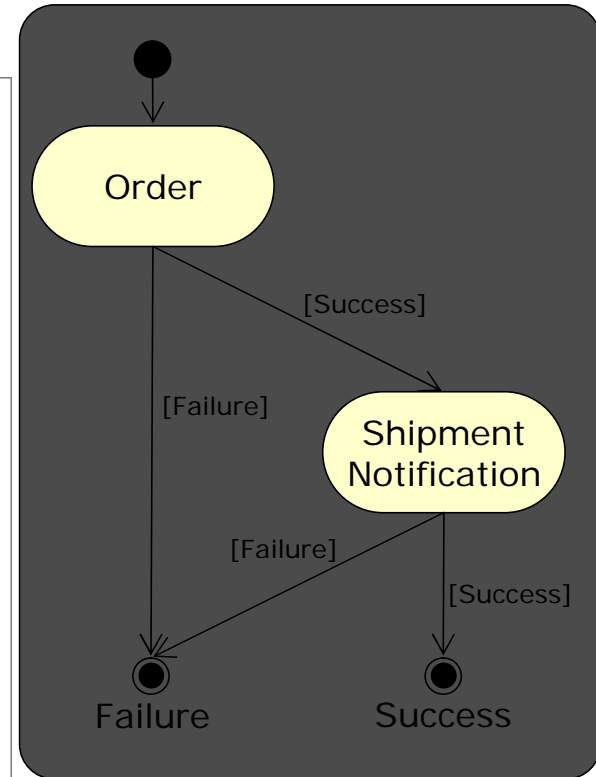 Order
[Success]
[Failure]
Shipment
Notification
[Failure]
[Success]
Failure
Success